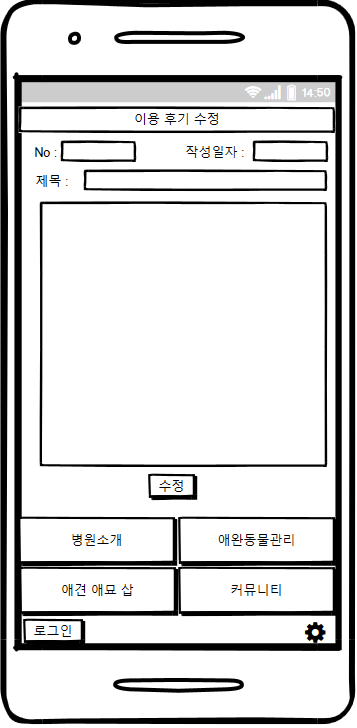 14:50
이용 후기 수정
No : 작성일자 :
제목 :
수정
병원소개 애완동물관리
애견 애묘 삽 커뮤니티
로그인